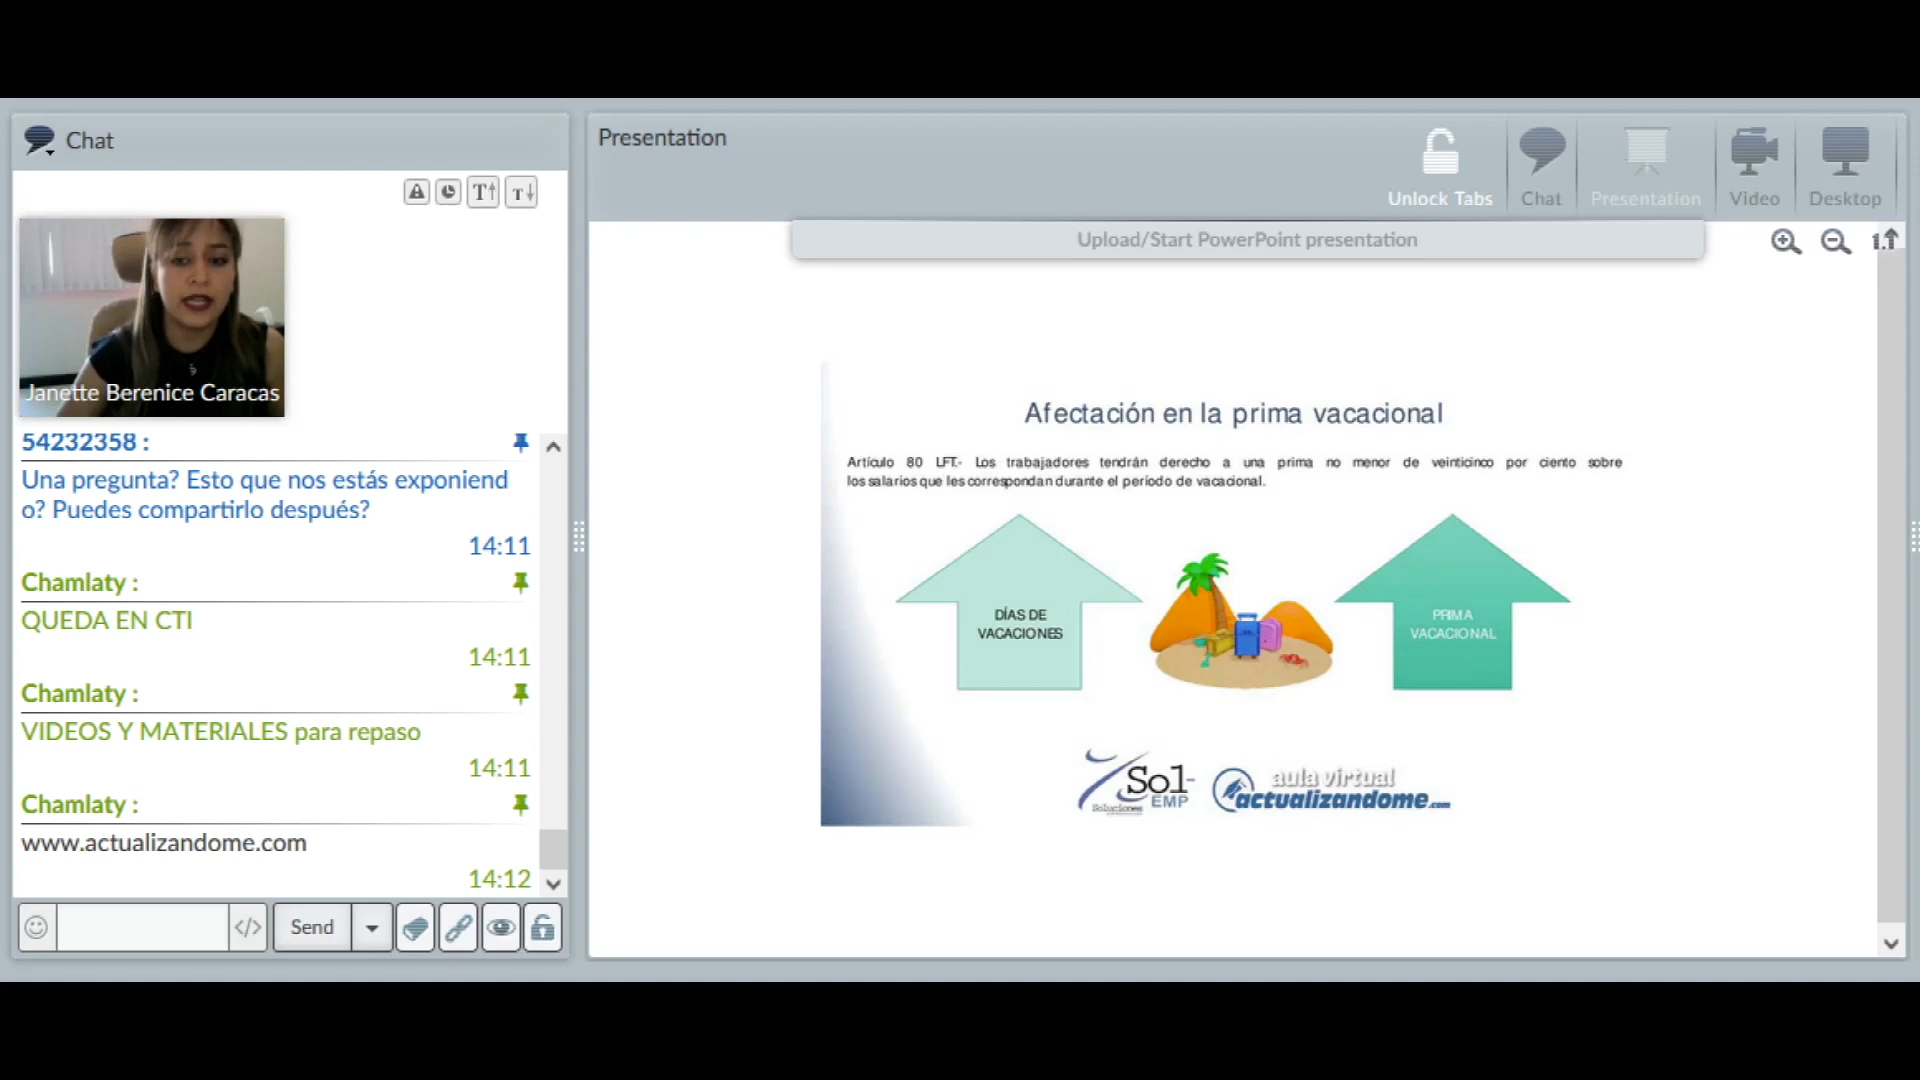 Chat
Janette Berenice Caracas
54232358 :
Una pregunta? Esto que nos estás exponiend
o? Puedes compartirlo después?
14:11
Chamlaty :
QUEDA EN CTI
14:11
Chamlaty :
VIDEOS Y MATERIALES para repaso
14:11
Chamlaty :
www.actualizandome.com
14:12
Send
Presentation
Unlock Tabs
Chat
Presentation
Video
Desktop
Upload/Start PowerPoint presentation
Afectación en la prima vacacional
Artículo 80 LFT.- Los trabajadores tendrán derecho a una prima no menor de veinticinco por ciento sobre
los salarios que les correspondan durante el período de vacacional.
DÍAS DE
VACACIONES
PRIMA
VACACIONAL
Sol-
EMP
Soluciones
aula virtual
actualizandome.com